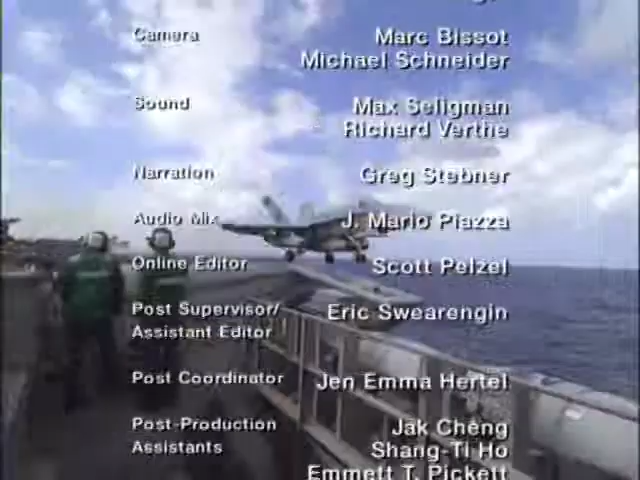 Camera Marc Bissot
Michael Schneider
Sound Max Seligman
Richard Verthe
Narration Greg Stebner
Audio Mix J. Mario Piazza
Online Editor Scott Pelzel
Post Supervisor/ Eric Swearengin
Assistant Editor
Post Coordinator Jen Emma Hertel
Post-Production Jak Cheng
Assistants Shang-Ti Ho
Emmett T. Pickett